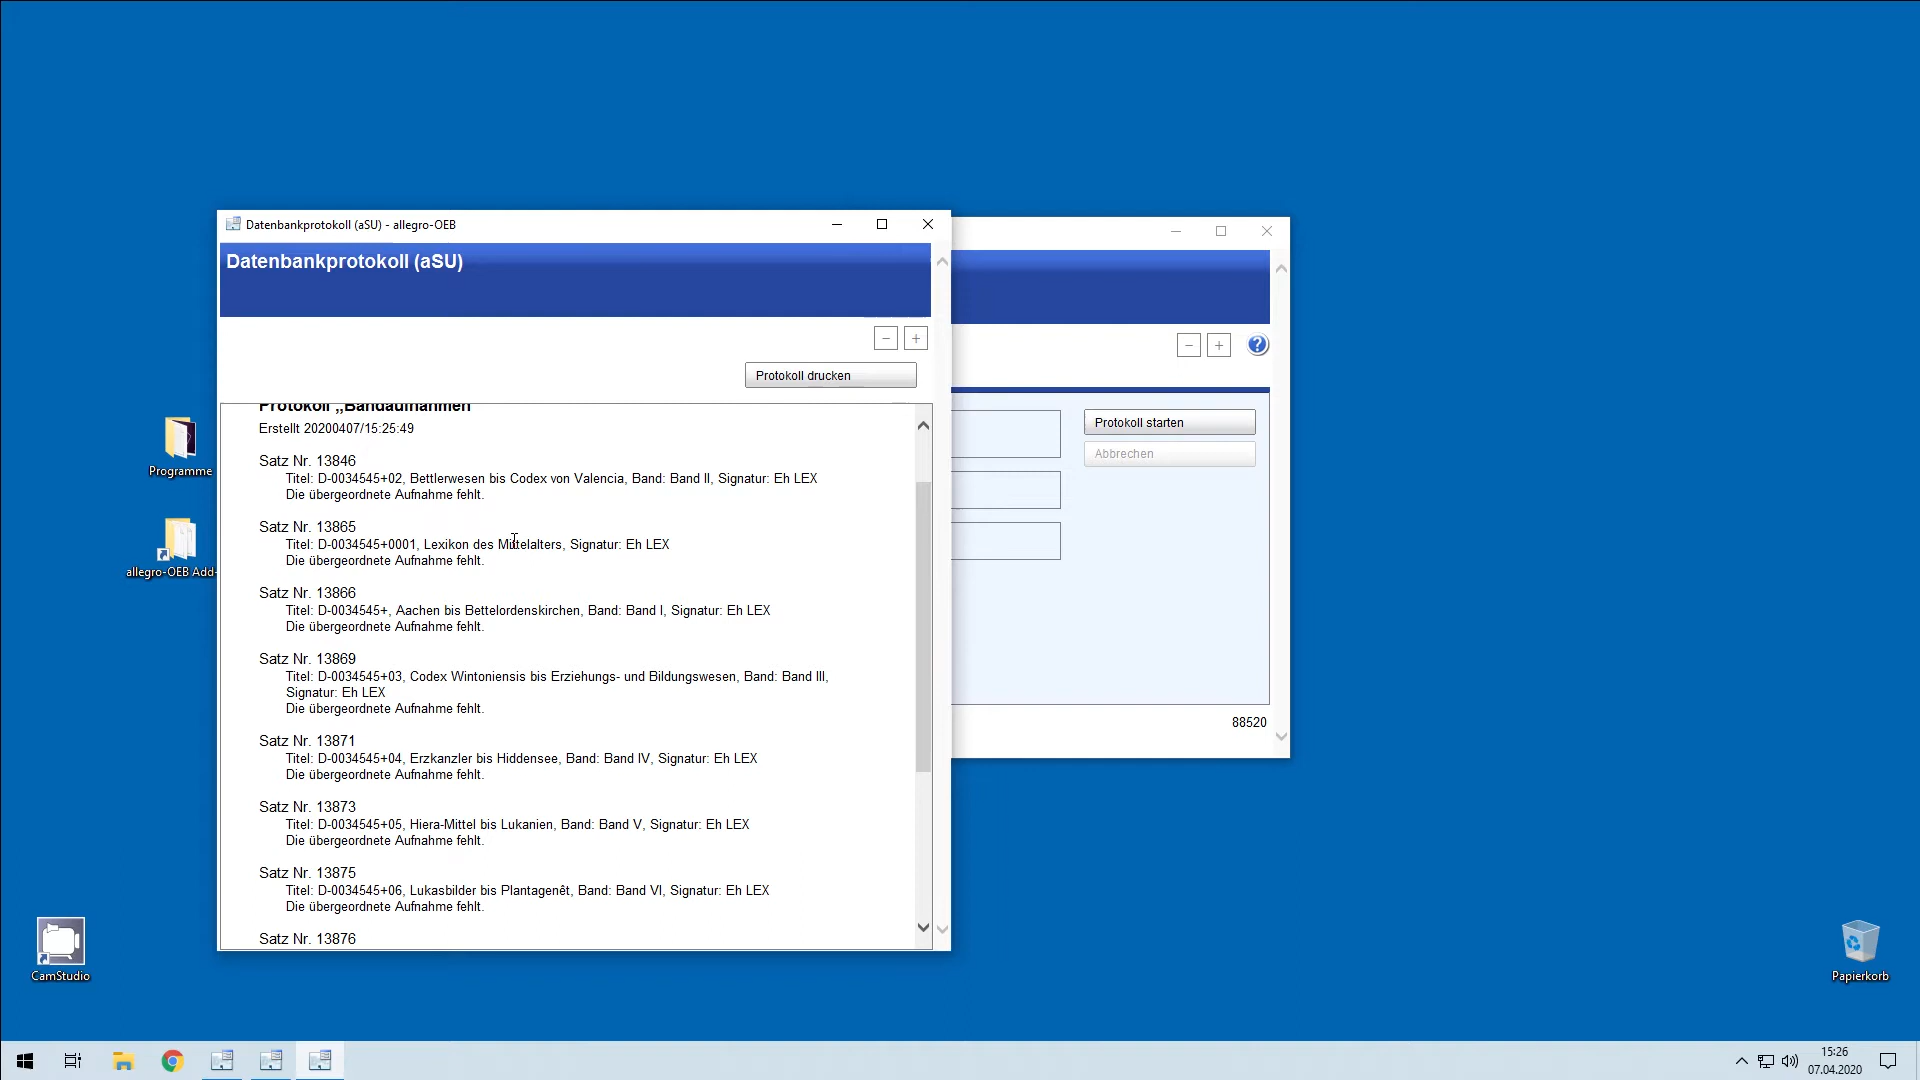 Datenbankprotokoll (aSU) - allegro-OEB
Datenbankprotokoll (aSU)
− +
Protokoll drucken
Protokoll „Bandaufnahmen
Erstellt 20200407/15:25:49
Satz Nr. 13846
Titel: D-0034545+02, Bettlerwesen bis Codex von Valencia, Band: Band II, Signatur: Eh LEX
Die übergeordnete Aufnahme fehlt.
Satz Nr. 13865
Titel: D-0034545+0001, Lexikon des Mittelalters, Signatur: Eh LEX
Die übergeordnete Aufnahme fehlt.
Satz Nr. 13866
Titel: D-0034545+, Aachen bis Bettelordenskirchen, Band: Band I, Signatur: Eh LEX
Die übergeordnete Aufnahme fehlt.
Satz Nr. 13869
Titel: D-0034545+03, Codex Wintoniensis bis Erziehungs- und Bildungswesen, Band: Band III,
Signatur: Eh LEX
Die übergeordnete Aufnahme fehlt.
Satz Nr. 13871
Titel: D-0034545+04, Erzkanzler bis Hiddensee, Band: Band IV, Signatur: Eh LEX
Die übergeordnete Aufnahme fehlt.
Satz Nr. 13873
Titel: D-0034545+05, Hiera-Mittel bis Lukanien, Band: Band V, Signatur: Eh LEX
Die übergeordnete Aufnahme fehlt.
Satz Nr. 13875
Titel: D-0034545+06, Lukasbilder bis Plantagenêt, Band: Band VI, Signatur: Eh LEX
Die übergeordnete Aufnahme fehlt.
Satz Nr. 13876
− + ?
Protokoll starten
Abbrechen
88520
Programme
allegro-OEB Add-
CamStudio
Papierkorb
15:26
07.04.2020